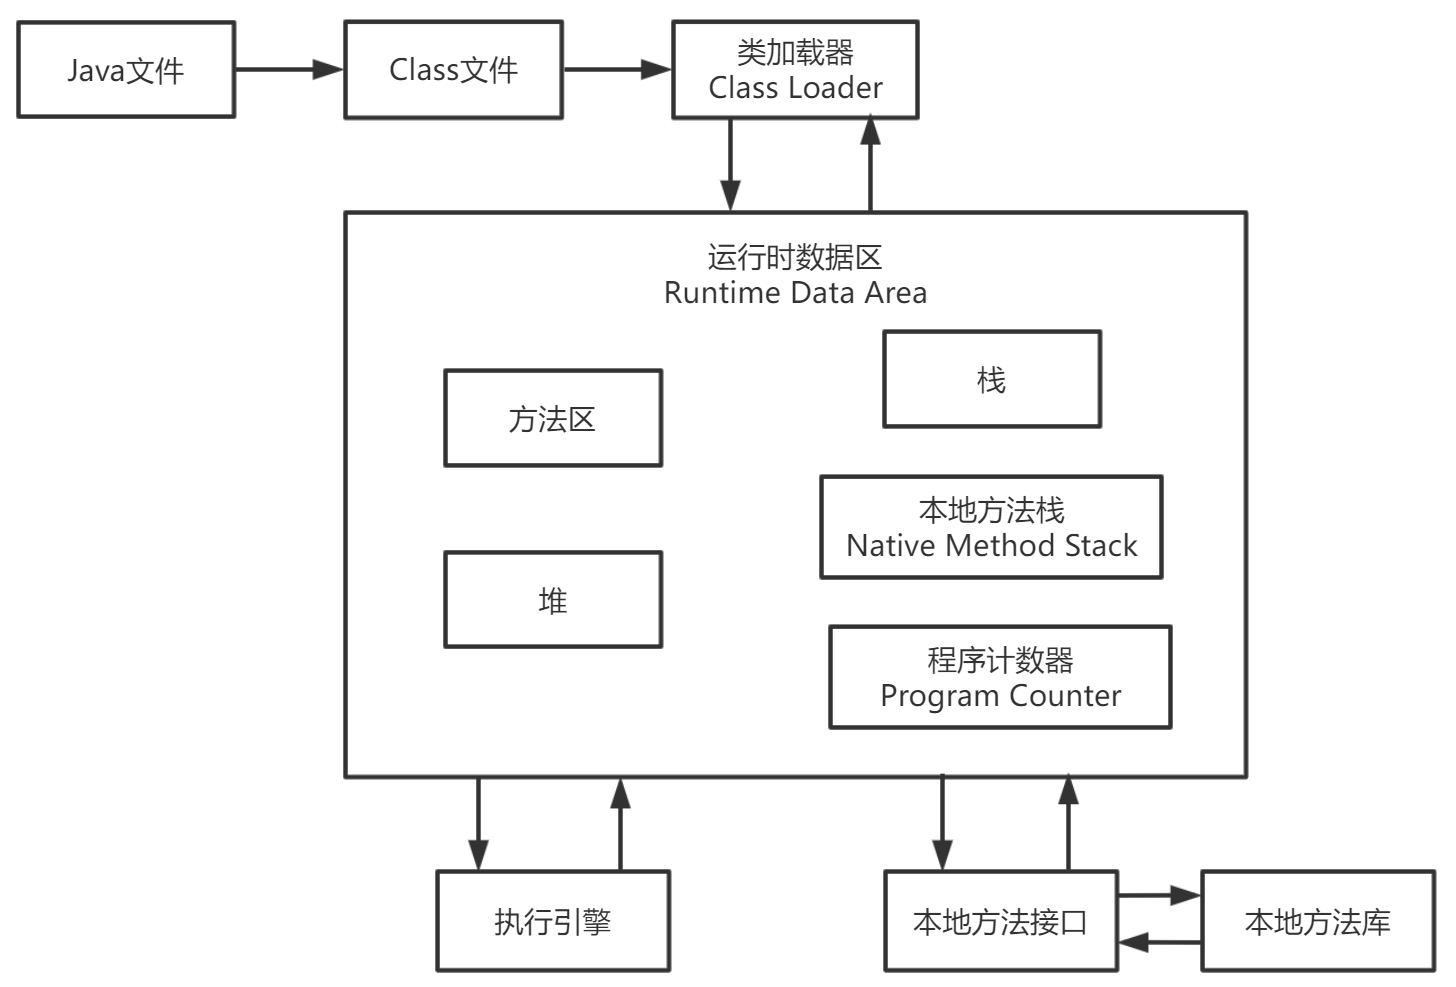 Java文件
Class文件
类加载器
Class Loader
运行时数据区
Runtime Data Area
方法区
堆
栈
本地方法栈
Native Method Stack
程序计数器
Program Counter
执行引擎
本地方法接口
本地方法库